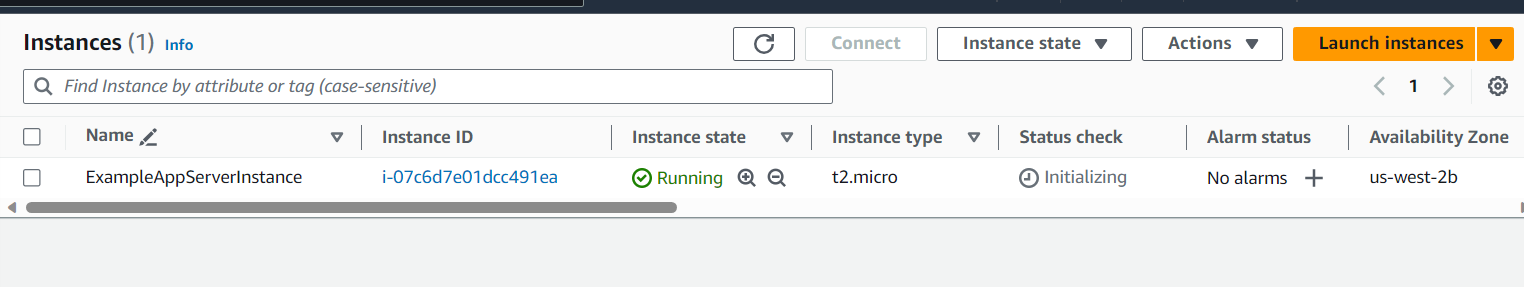 Instances (1) Info
Connect
Instance state
Actions
Launch instances
Find Instance by attribute or tag (case-sensitive)
1
Name Instance ID Instance state Instance type Status check Alarm status Availability Zone
ExampleAppServerInstance i-07c6d7e01dcc491ea Running t2.micro Initializing No alarms us-west-2b